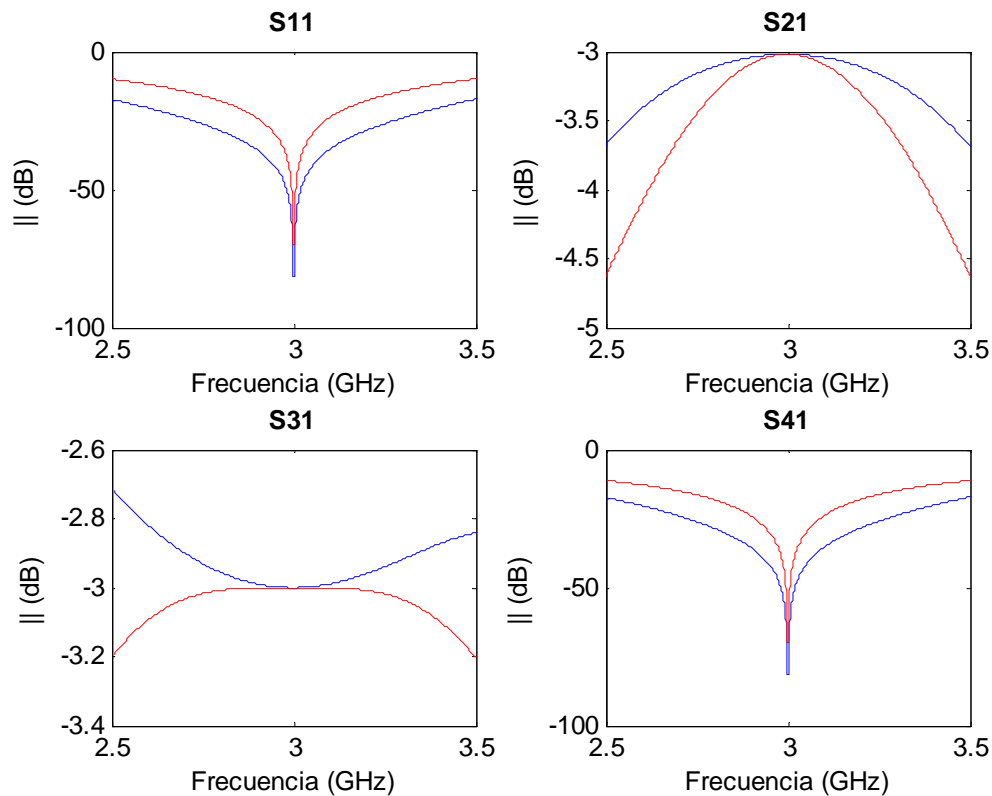 S11
|| (dB)
0
-50
-100
2.5
3
3.5
Frecuencia (GHz)
S21
|| (dB)
-3
-3.5
-4
-4.5
-5
2.5
3
3.5
Frecuencia (GHz)
S31
|| (dB)
-2.6
-2.8
-3
-3.2
-3.4
2.5
3
3.5
Frecuencia (GHz)
S41
|| (dB)
0
-50
-100
2.5
3
3.5
Frecuencia (GHz)